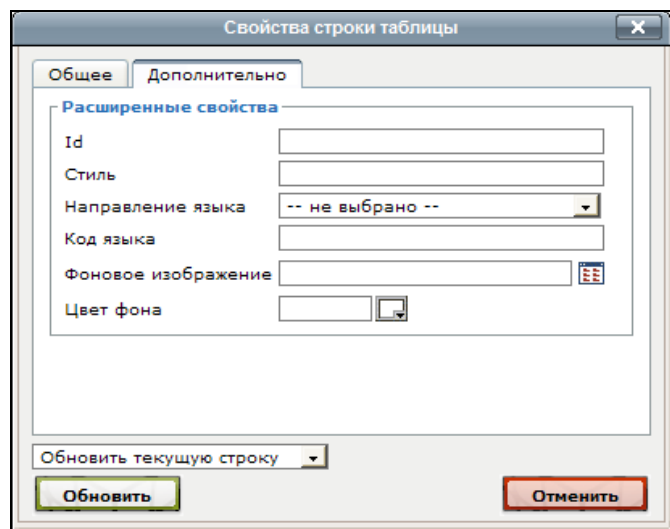 Свойства строки таблицы
Общее Дополнительно
Расширенные свойства
Id
Стиль
Направление языка -- не выбрано --
Код языка
Фоновое изображение
Цвет фона
Обновить текущую строку
Обновить Отменить